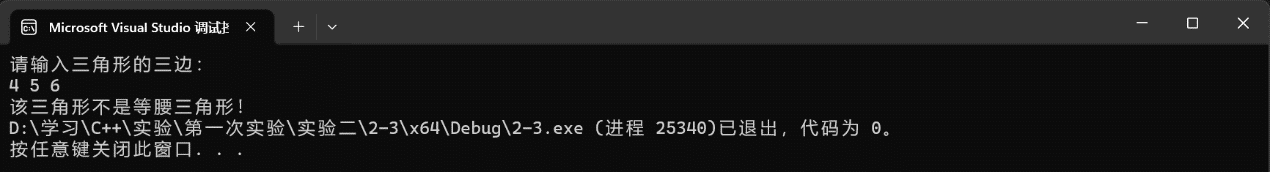 Microsoft Visual Studio 调试
请输入三角形的三边：
4 5 6
该三角形不是等腰三角形！
D:\学习\C++\实验\第一次实验\实验二\2-3\x64\Debug\2-3.exe (进程 25340)已退出，代码为 0。
按任意键关闭此窗口. . .